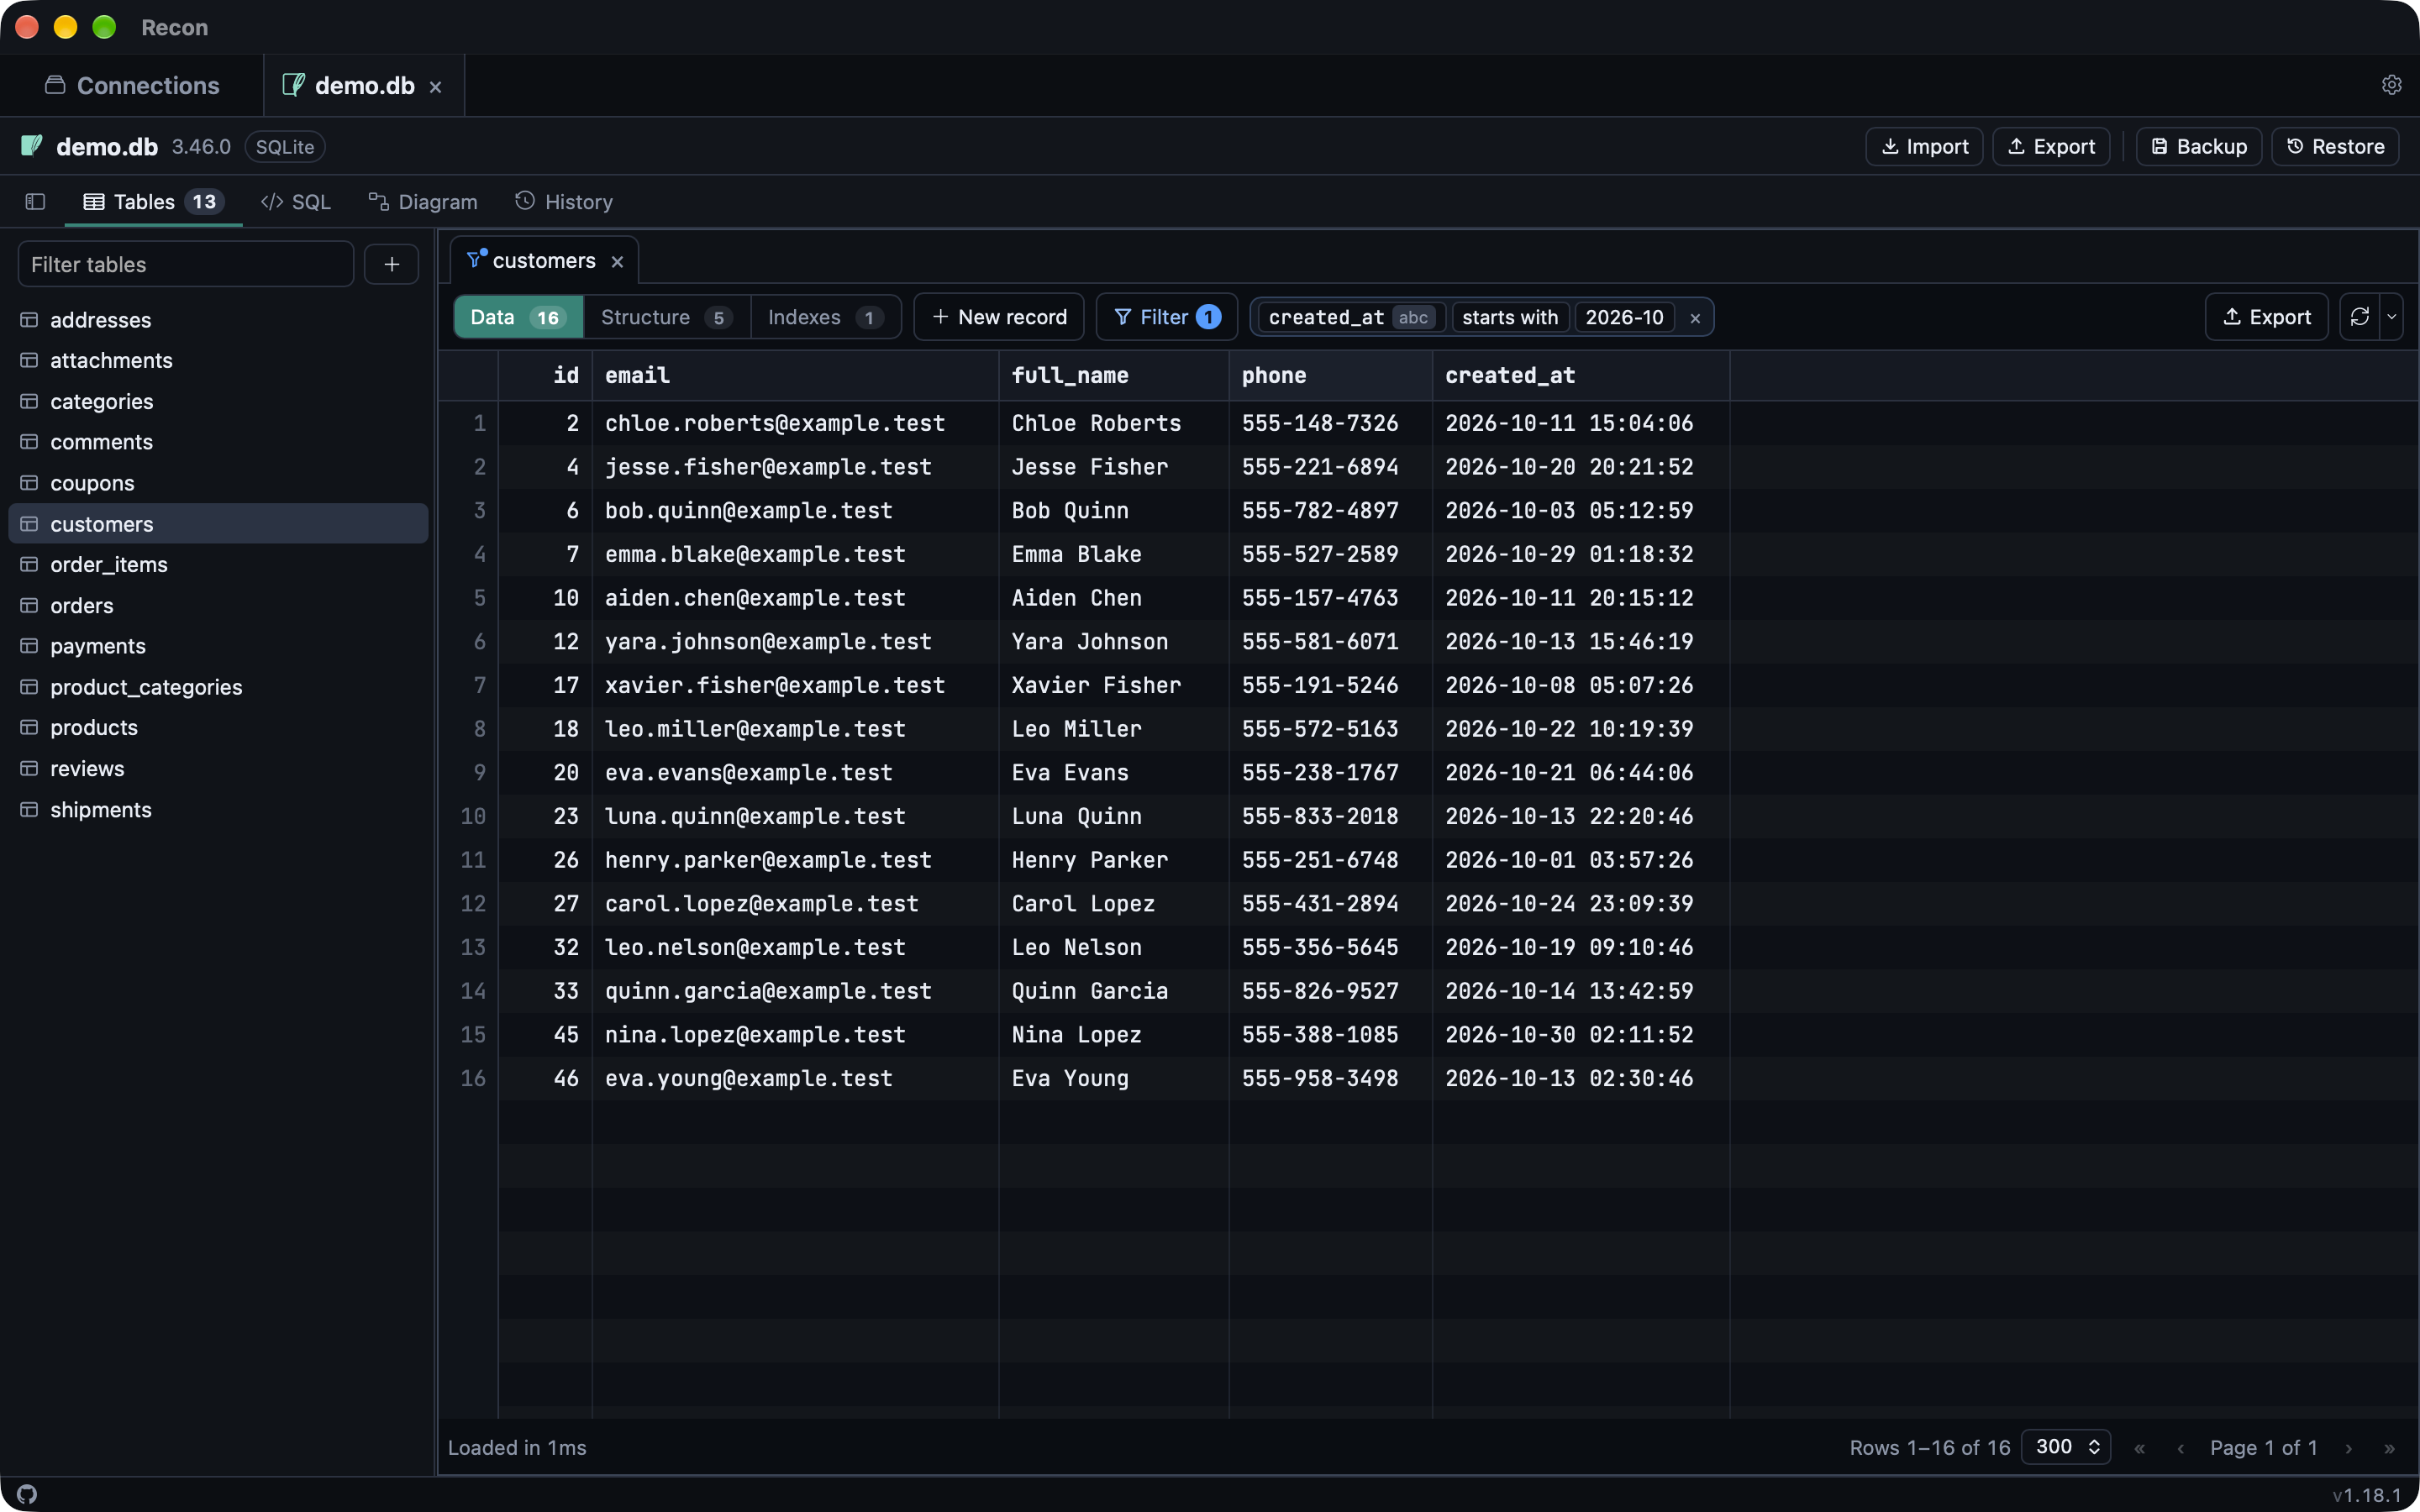 Recon
Connections demo.db ×
demo.db 3.46.0 SQLite Import Export Backup Restore
Tables 13 </> SQL Diagram History
Filter tables +
addresses
attachments
categories
comments
coupons
customers
order_items
orders
payments
product_categories
products
reviews
shipments
customers ×
Data 16 Structure 5 Indexes 1 + New record Filter 1 created_at abc starts with 2026-10 × Export
id email full_name phone created_at
1 2 chloe.roberts@example.test Chloe Roberts 555-148-7326 2026-10-11 15:04:06
2 4 jesse.fisher@example.test Jesse Fisher 555-221-6894 2026-10-20 20:21:52
3 6 bob.quinn@example.test Bob Quinn 555-782-4897 2026-10-03 05:12:59
4 7 emma.blake@example.test Emma Blake 555-527-2589 2026-10-29 01:18:32
5 10 aiden.chen@example.test Aiden Chen 555-157-4763 2026-10-11 20:15:12
6 12 yara.johnson@example.test Yara Johnson 555-581-6071 2026-10-13 15:46:19
7 17 xavier.fisher@example.test Xavier Fisher 555-191-5246 2026-10-08 05:07:26
8 18 leo.miller@example.test Leo Miller 555-572-5163 2026-10-22 10:19:39
9 20 eva.evans@example.test Eva Evans 555-238-1767 2026-10-21 06:44:06
10 23 luna.quinn@example.test Luna Quinn 555-833-2018 2026-10-13 22:20:46
11 26 henry.parker@example.test Henry Parker 555-251-6748 2026-10-01 03:57:26
12 27 carol.lopez@example.test Carol Lopez 555-431-2894 2026-10-24 23:09:39
13 32 leo.nelson@example.test Leo Nelson 555-356-5645 2026-10-19 09:10:46
14 33 quinn.garcia@example.test Quinn Garcia 555-826-9527 2026-10-14 13:42:59
15 45 nina.lopez@example.test Nina Lopez 555-388-1085 2026-10-30 02:11:52
16 46 eva.young@example.test Eva Young 555-958-3498 2026-10-13 02:30:46
Loaded in 1ms Rows 1–16 of 16 300 « ‹ Page 1 of 1 › »
v1.18.1